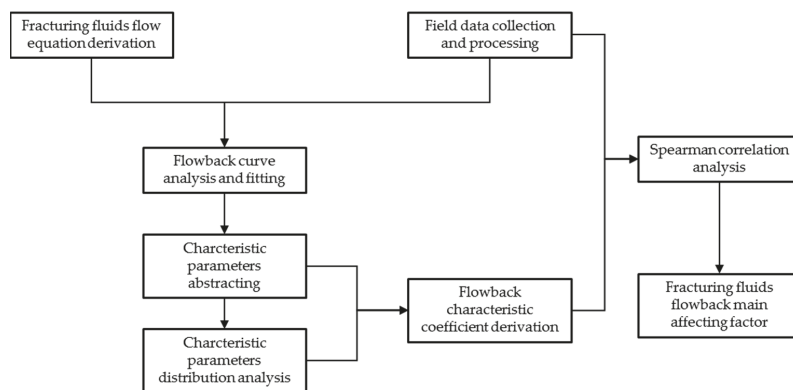 Fracturing fluids flow
equation derivation
Field data collection
and processing
Flowback curve
analysis and fitting
Spearman correlation
analysis
Charcteristic
parameters
abstracting
Flowback
characteristic
coefficient derivation
Fracturing fluids
flowback main
affecting factor
Charcteristic
parameters
distribution analysis